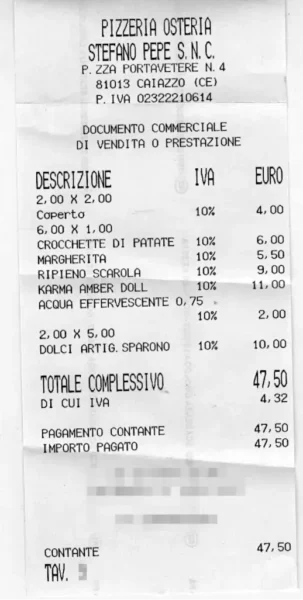 PIZZERIA OSTERIA
STEFANO PEPE S.N.C.
P.ZZA PORTAVETERE N.4
81013 CAIAZZO (CE)
P.IVA 02322210614
DOCUMENTO COMMERCIALE
DI VENDITA O PRESTAZIONE
DESCRIZIONE IVA EURO
2,00 X 2,00
Coperto 10% 4,00
6,00 X 1,00
CROCCHETTE DI PATATE 10% 6,00
MARGHERITA 10% 5,50
RIPIENO SCAROLA 10% 9,00
KARMA AMBER DOLL 10% 11,00
ACQUA EFFERVESCENTE 0,75
10% 2,00
2,00 X 5,00
DOLCI ARTIG.SPARONO 10% 10,00
TOTALE COMPLESSIVO 47,50
DI CUI IVA 4,32
PAGAMENTO CONTANTE 47,50
IMPORTO PAGATO 47,50
CONTANTE 47,50
TAV.